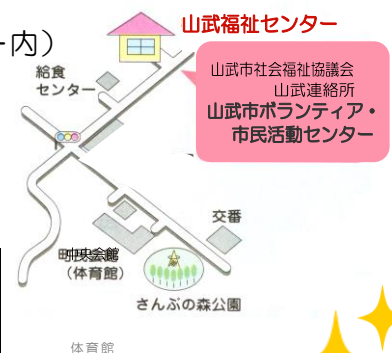 ー内）
山武福祉センター
給食
センター
山武市社会福祉協議会
山武連絡所
山武市ボランティア・
市民活動センター
交番
中央会館
（体育館）
さんぶの森公園
体育館